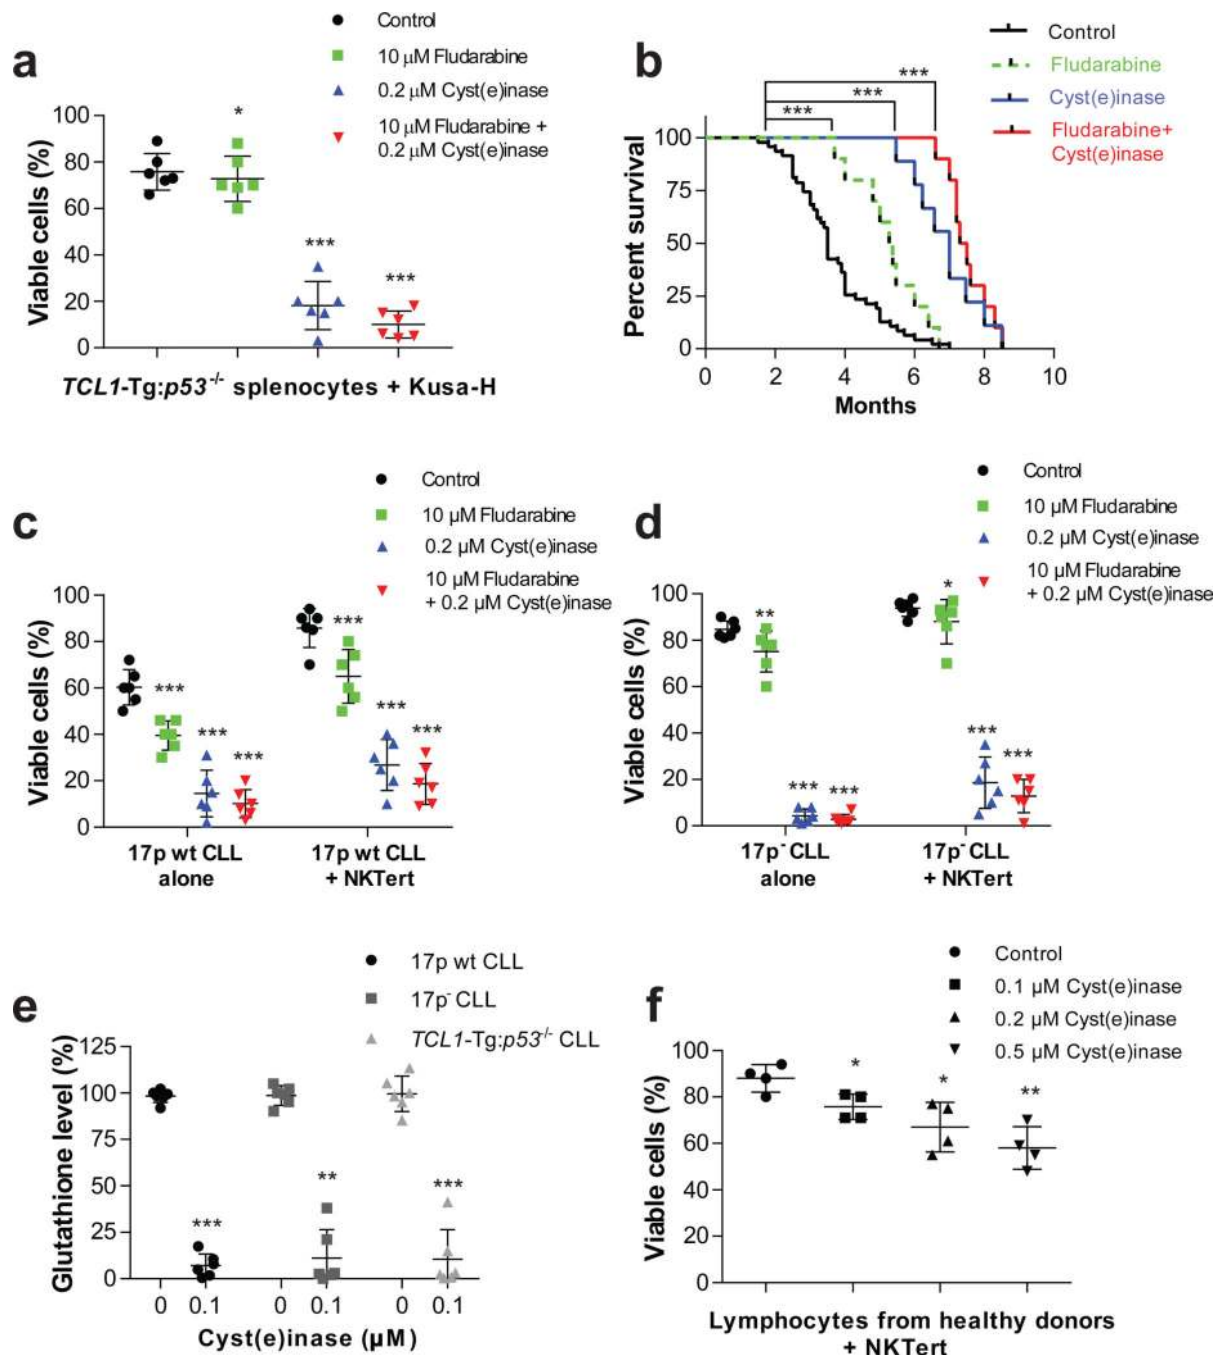 a
Control
10 μM Fludarabine
0.2 μM Cyst(e)inase
10 μM Fludarabine +
0.2 μM Cyst(e)inase
Viable cells (%)
100
80
60
40
20
0
*
***
***
TCL1-Tg:p53-/- splenocytes + Kusa-H
b
Control
Fludarabine
Cyst(e)inase
Fludarabine+
Cyst(e)inase
***
***
***
Percent survival
100
75
50
25
0
0 2 4 6 8 10
Months
c
Control
10 μM Fludarabine
0.2 μM Cyst(e)inase
10 μM Fludarabine
+ 0.2 μM Cyst(e)inase
Viable cells (%)
100
80
60
40
20
0
***
***
***
***
***
***
17p wt CLL
alone
17p wt CLL
+ NKTert
d
Control
10 μM Fludarabine
0.2 μM Cyst(e)inase
10 μM Fludarabine
+ 0.2 μM Cyst(e)inase
Viable cells (%)
100
80
60
40
20
0
**
***
***
*
***
***
17p- CLL
alone
17p- CLL
+ NKTert
e
17p wt CLL
17p- CLL
TCL1-Tg:p53-/- CLL
Glutathione level (%)
125
100
75
50
25
0
***
**
***
0 0.1 0 0.1 0 0.1
Cyst(e)inase (μM)
f
Control
0.1 μM Cyst(e)inase
0.2 μM Cyst(e)inase
0.5 μM Cyst(e)inase
Viable cells (%)
100
80
60
40
20
0
*
*
**
Lymphocytes from healthy donors
+ NKTert